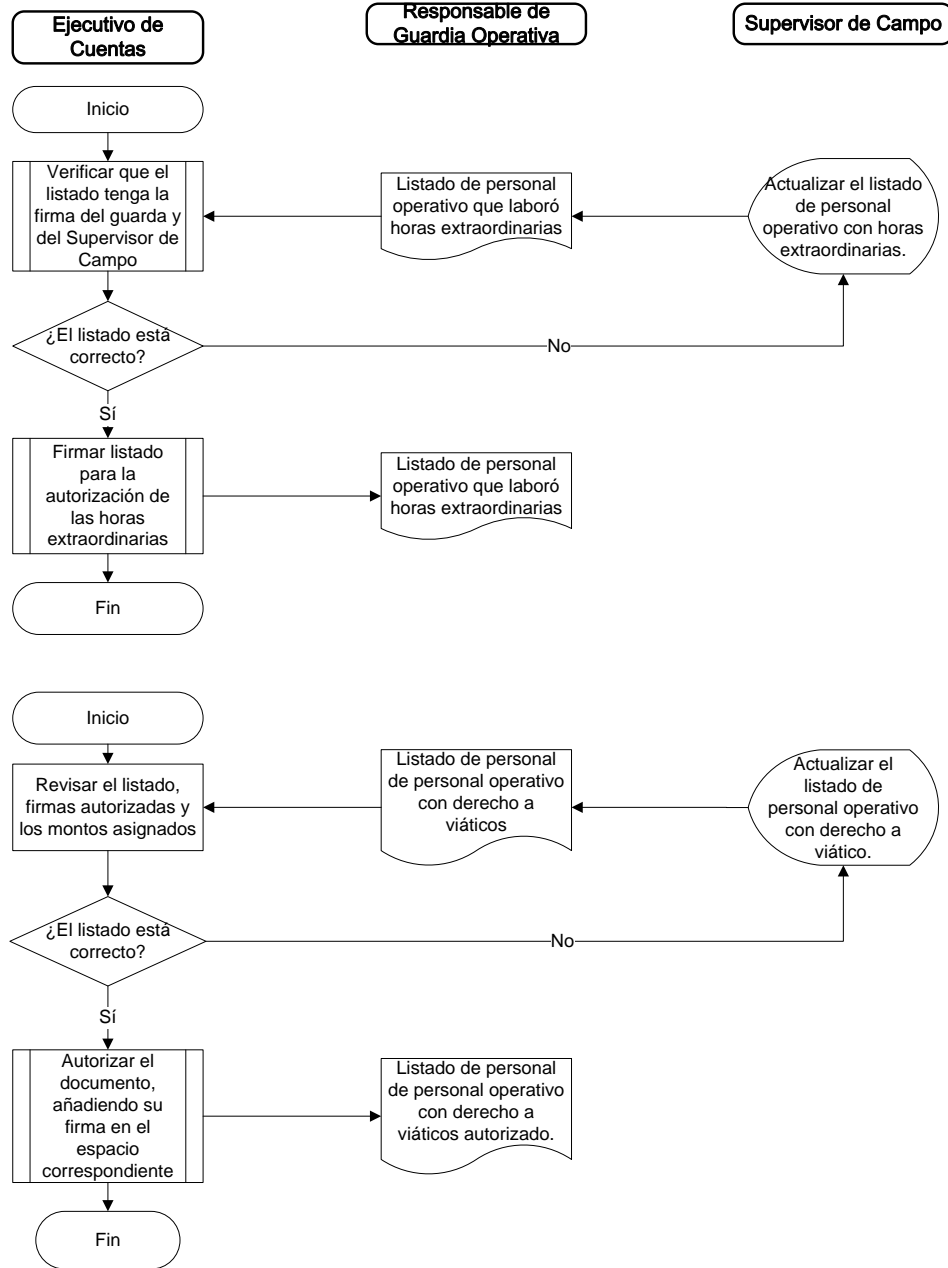 Ejecutivo de
Cuentas
Responsable de
Guardia Operativa
Supervisor de Campo
Inicio
Verificar que el
listado tenga la
firma del guarda y
del Supervisor de
Campo
Listado de personal
operativo que laboró
horas extraordinarias
Actualizar el listado
de personal
operativo con horas
extraordinarias.
¿El listado está
correcto?
No
Sí
Firmar listado
para la
autorización de
las horas
extraordinarias
Listado de personal
operativo que laboró
horas extraordinarias
Fin
Inicio
Revisar el listado,
firmas autorizadas y
los montos asignados
Listado de personal
de personal operativo
con derecho a
viáticos
Actualizar el
listado de
personal operativo
con derecho a
viático.
¿El listado está
correcto?
No
Sí
Autorizar el
documento,
añadiendo su
firma en el
espacio
correspondiente
Listado de personal
de personal operativo
con derecho a
viáticos autorizado.
Fin